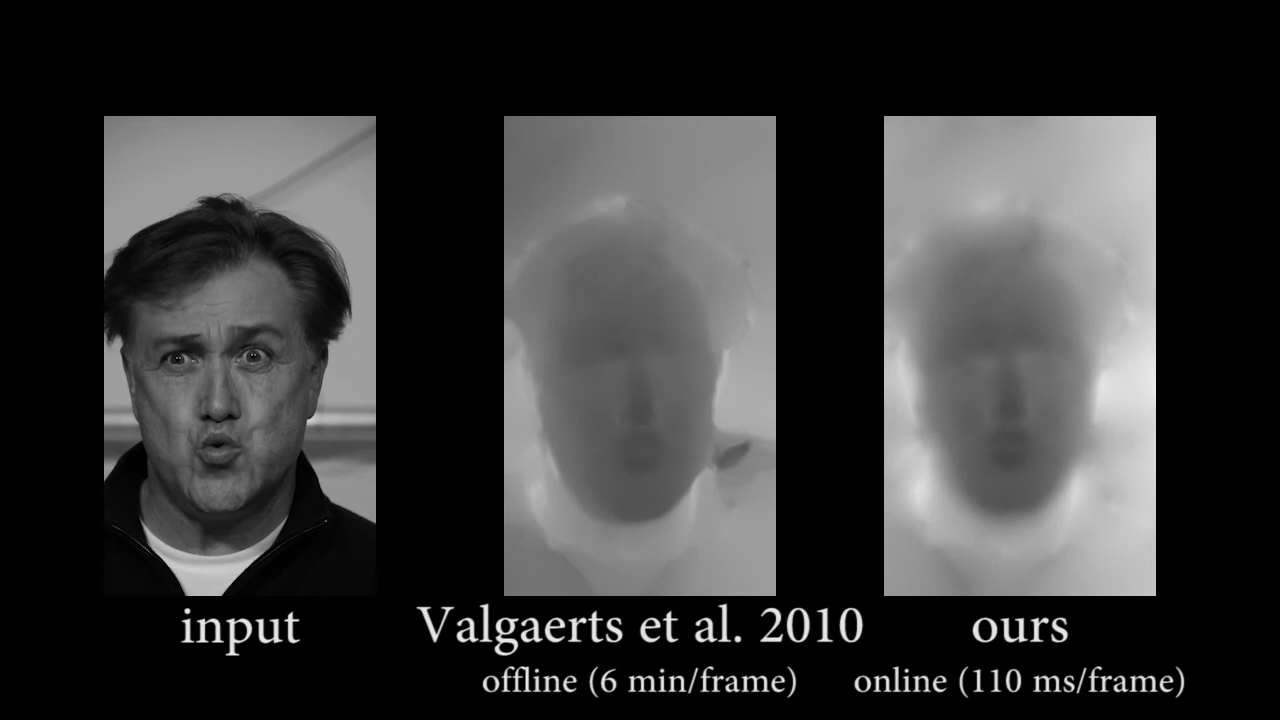 input
Valgaerts et al. 2010
ours
offline (6 min/frame)
online (110 ms/frame)